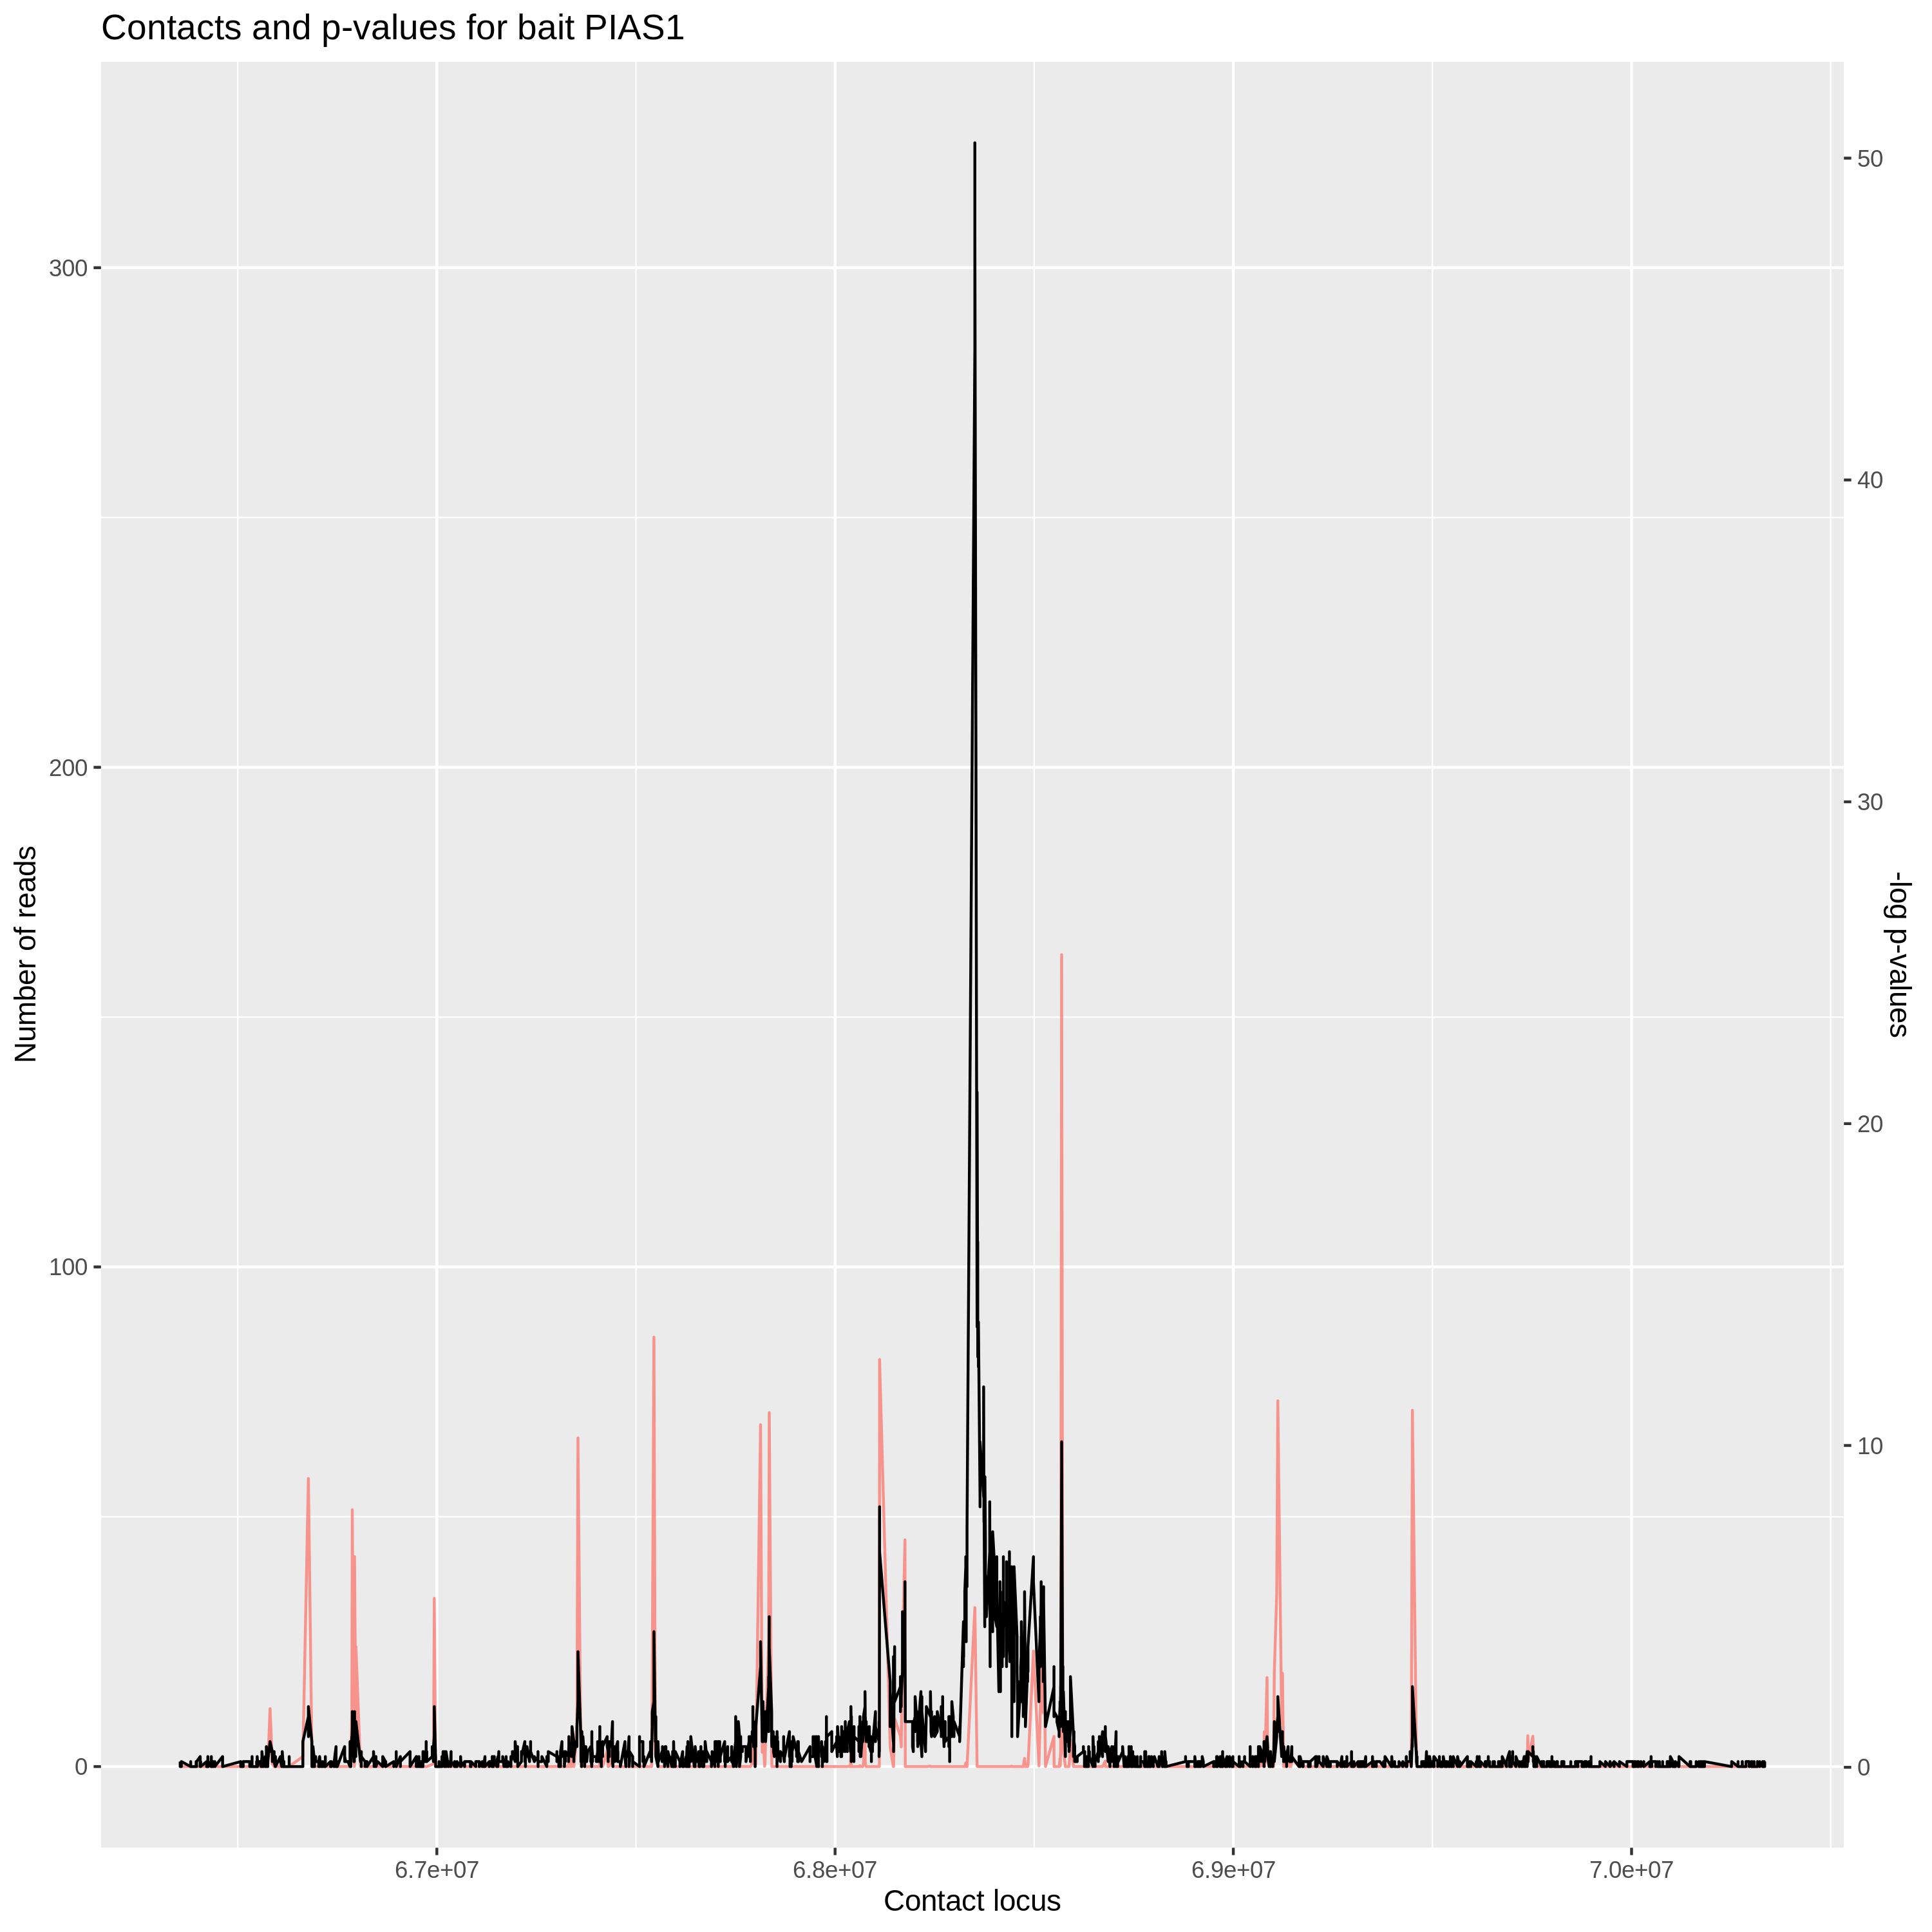 Contacts and p-values for bait PIAS1
300
200
100
0
Number of reads
50
40
30
20
10
0
-log p-values
6.7e+07
6.8e+07
6.9e+07
7.0e+07
Contact locus